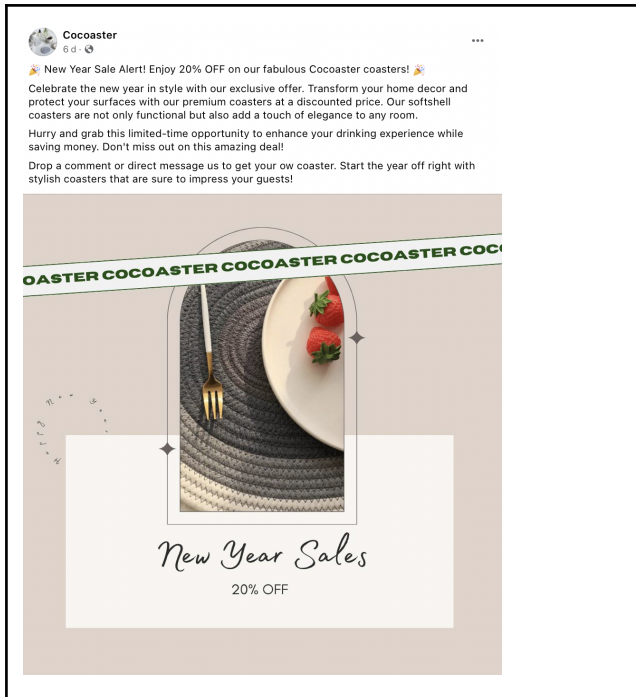 Cocoaster
6 d ·
🎉 New Year Sale Alert! Enjoy 20% OFF on our fabulous Cocoaster coasters! 🎉
Celebrate the new year in style with our exclusive offer. Transform your home decor and
protect your surfaces with our premium coasters at a discounted price. Our softshell
coasters are not only functional but also add a touch of elegance to any room.
Hurry and grab this limited-time opportunity to enhance your drinking experience while
saving money. Don't miss out on this amazing deal!
Drop a comment or direct message us to get your ow coaster. Start the year off right with
stylish coasters that are sure to impress your guests!
OASTER COCOASTER COCOASTER COCOASTER COC
New Year Sales
20% OFF